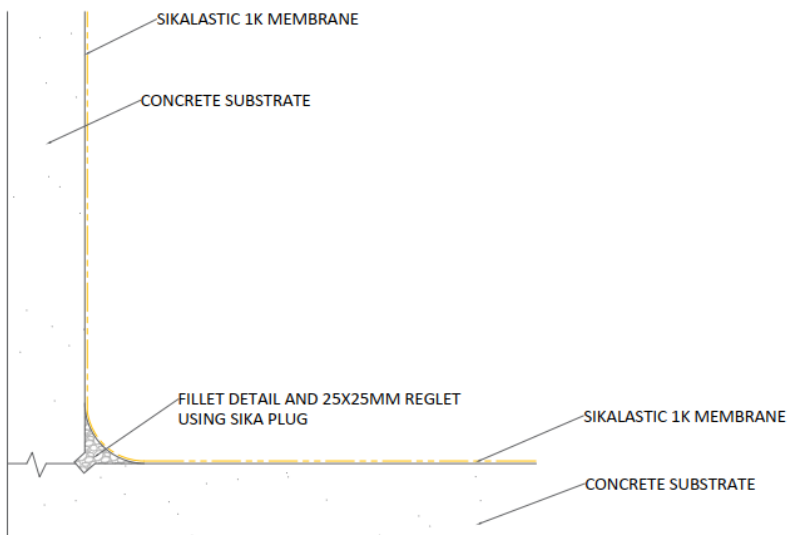 SIKALASTIC 1K MEMBRANE
CONCRETE SUBSTRATE
FILLET DETAIL AND 25X25MM REGLET
USING SIKA PLUG
SIKALASTIC 1K MEMBRANE
CONCRETE SUBSTRATE